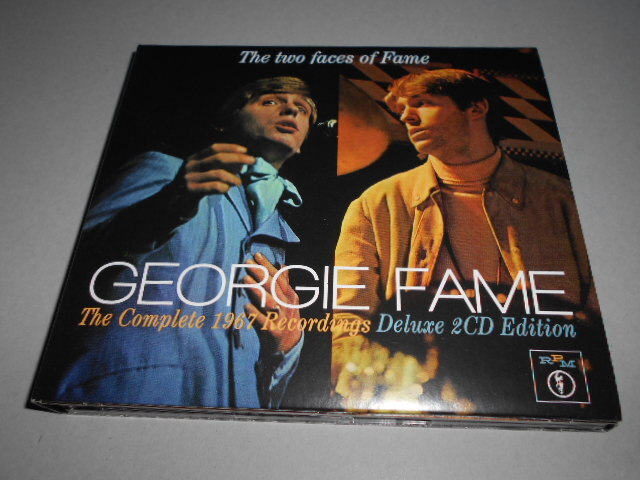 The two faces of Fame
GEORGIE FAME
The Complete 1967 Recordings Deluxe 2CD Edition
RPM